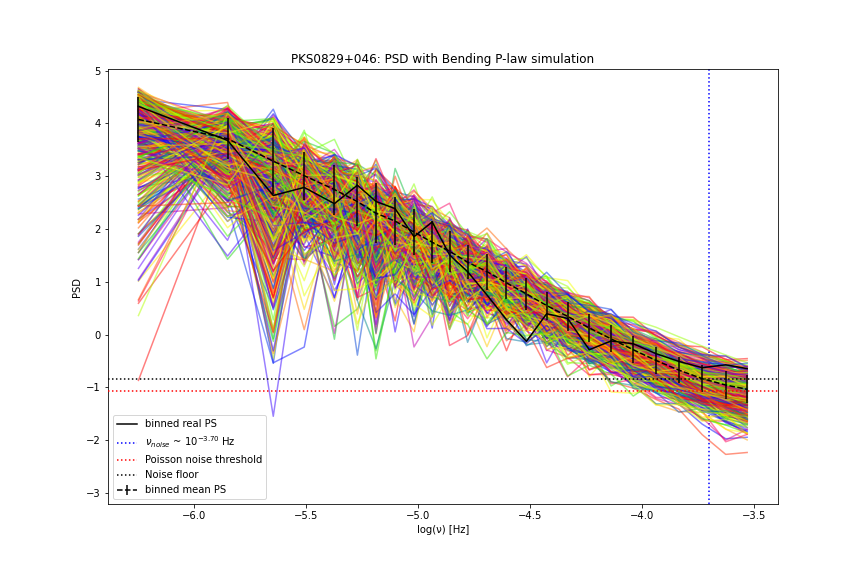 PKS0829+046: PSD with Bending P-law simulation
5
4
3
2
1
0
−1
−2
−3
PSD
binned real PS
ν_noise ~ 10^−3.70 Hz
Poisson noise threshold
Noise floor
binned mean PS
−6.0 −5.5 −5.0 −4.5 −4.0 −3.5
log(ν) [Hz]